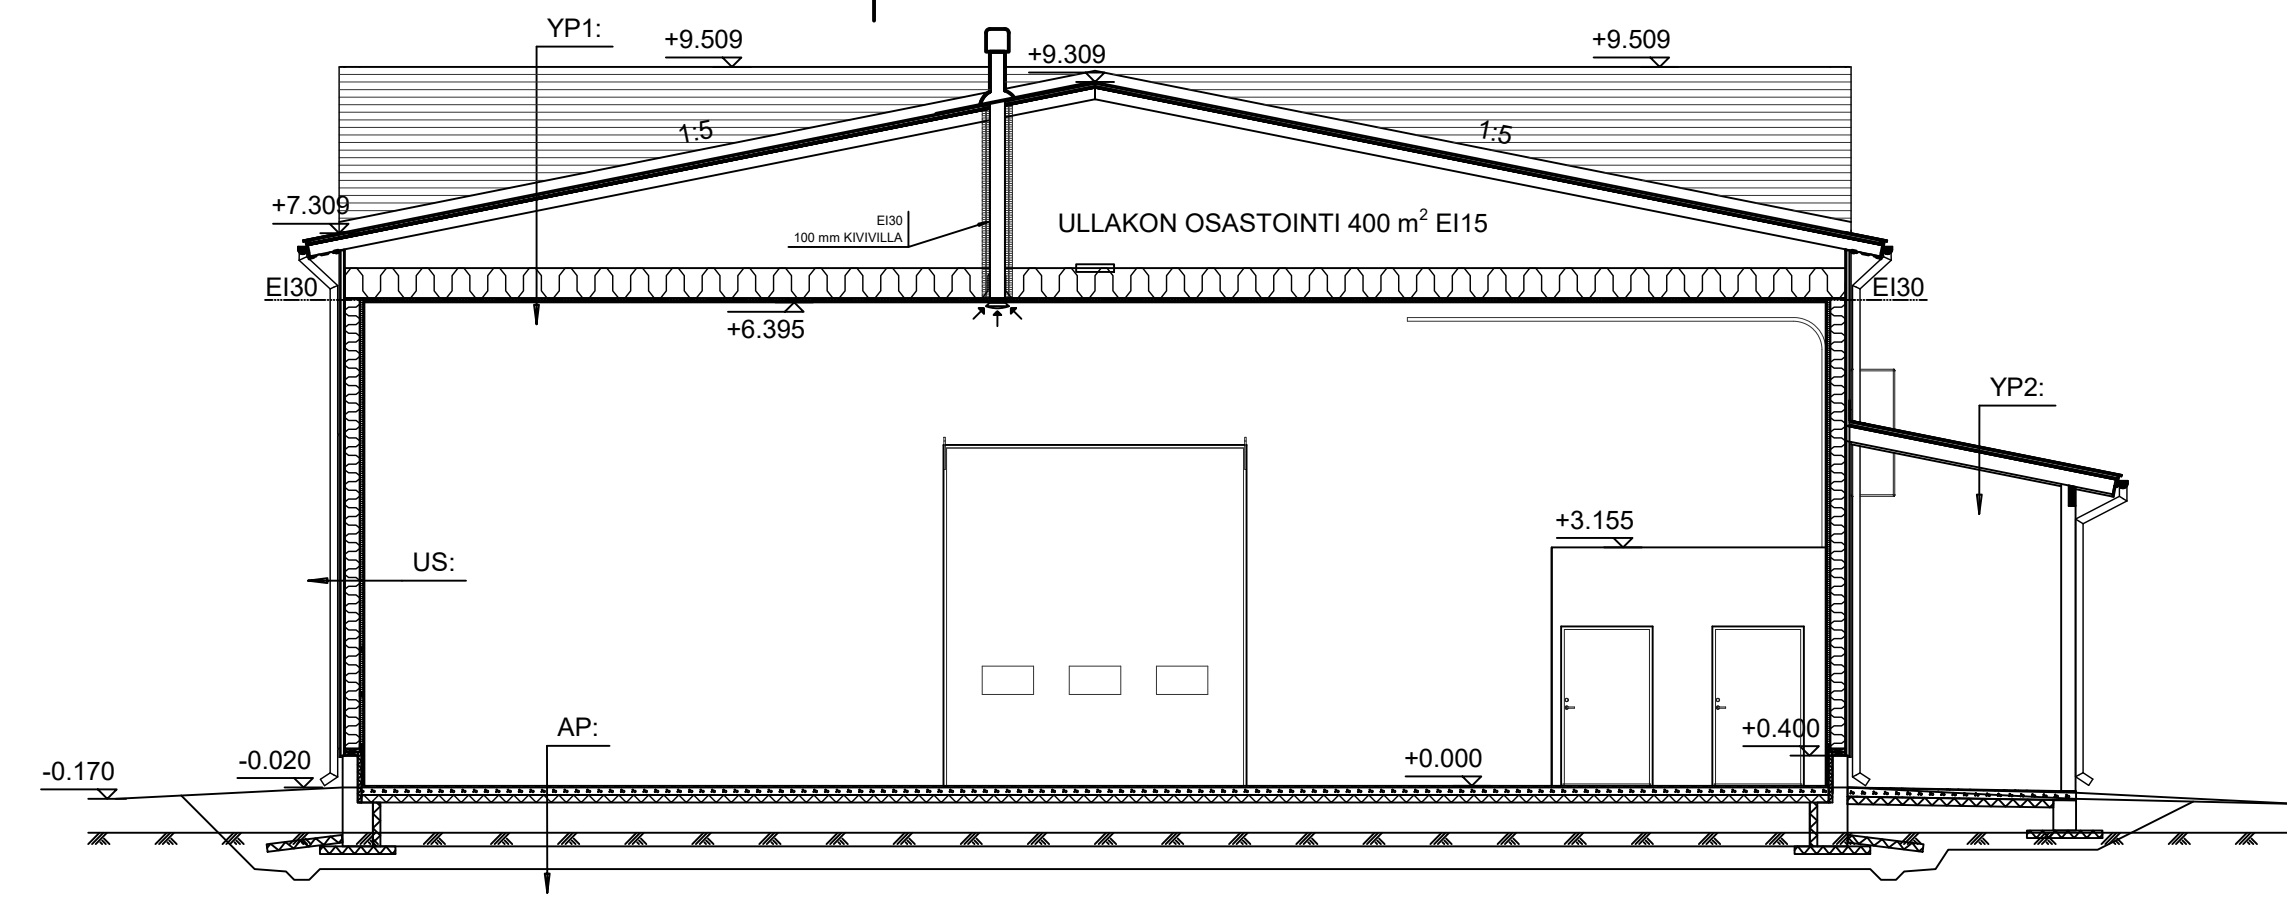 YP1:
+9.509
+9.309
+9.509
1:5
1:5
+7.309
EI30
100 mm KIVIVILLA
ULLAKON OSASTOINTI 400 m² EI15
EI30
EI30
+6.395
YP2:
+3.155
US:
AP:
+0.400
+0.000
-0.020
-0.170